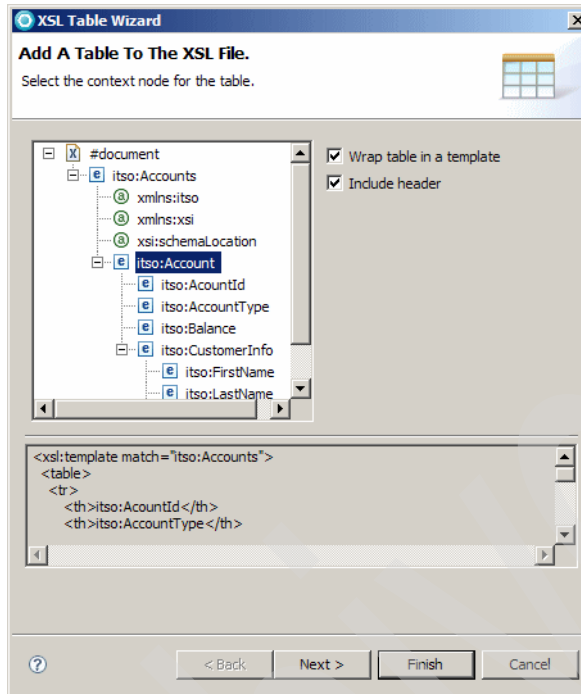 XSL Table Wizard
Add A Table To The XSL File.
Select the context node for the table.
#document
itso:Accounts
xmlns:itso
xmlns:xsi
xsi:schemaLocation
itso:Account
itso:AcountId
itso:AccountType
itso:Balance
itso:CustomerInfo
itso:FirstName
itso:LastName
Wrap table in a template
Include header
<xsl:template match="itso:Accounts">
<table>
<tr>
<th>itso:AcountId</th>
<th>itso:AccountType</th>
< Back Next > Finish Cancel